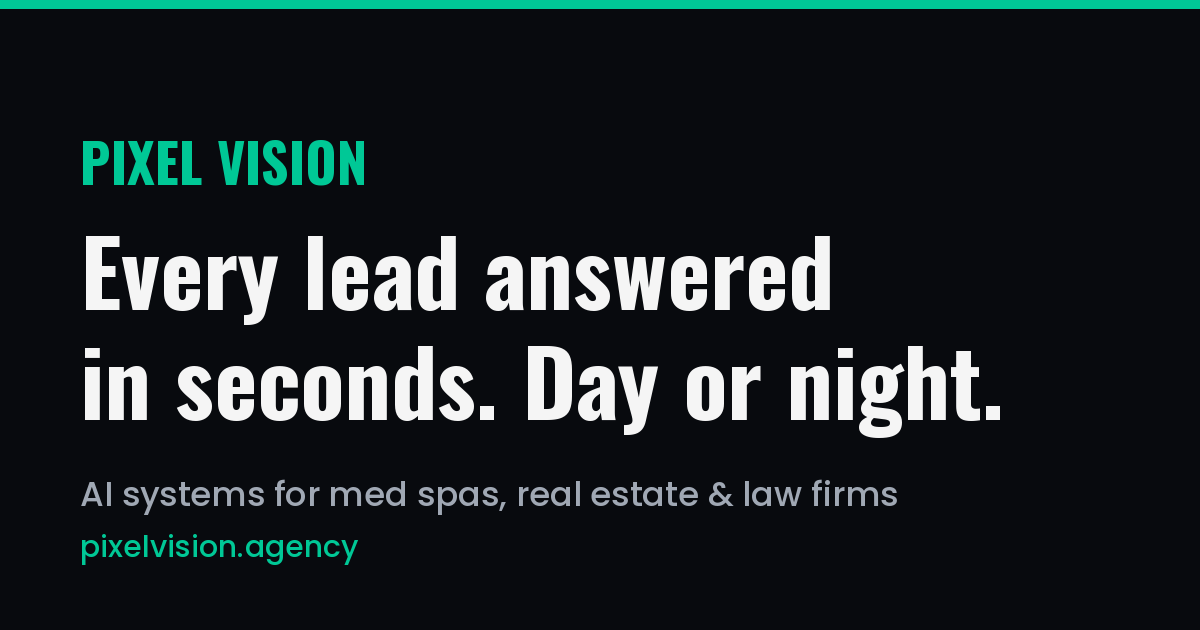 PIXEL VISION
Every lead answered
in seconds. Day or night.
AI systems for med spas, real estate & law firms
pixelvision.agency